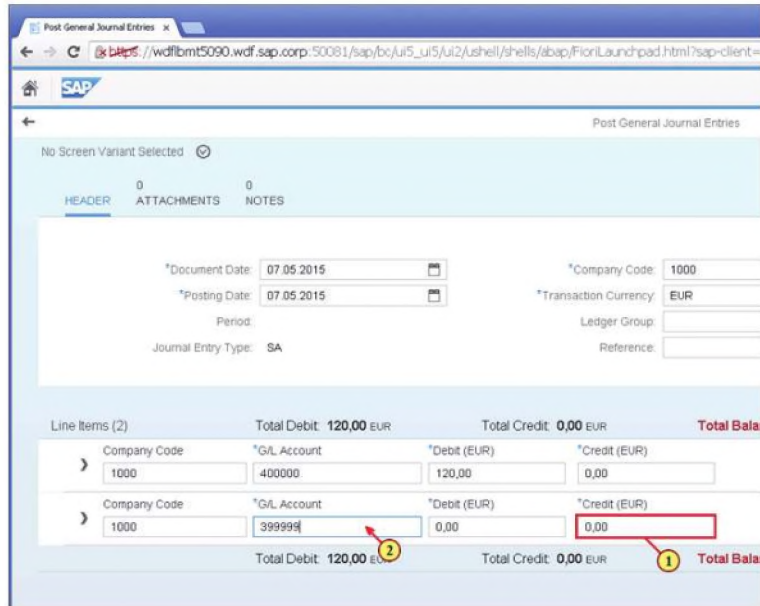 Post General Journal Entries ×
https://wdflbmt5090.wdf.sap.corp:50081/sap/bc/ui5_ui5/ui2/ushell/shells/abap/FioriLaunchpad.html?sap-client=
SAP
Post General Journal Entries
No Screen Variant Selected
0 0
HEADER ATTACHMENTS NOTES
*Document Date: 07.05.2015 *Company Code: 1000
*Posting Date: 07.05.2015 *Transaction Currency: EUR
Period: Ledger Group:
Journal Entry Type: SA Reference:
Line Items (2) Total Debit: 120,00 EUR Total Credit: 0,00 EUR Total Bala
Company Code *G/L Account *Debit (EUR) *Credit (EUR)
1000 400000 120,00 0,00
Company Code *G/L Account *Debit (EUR) *Credit (EUR)
1000 399999 0,00 0,00
2
1
Total Debit: 120,00 EUR Total Credit: 0,00 EUR Total Bala